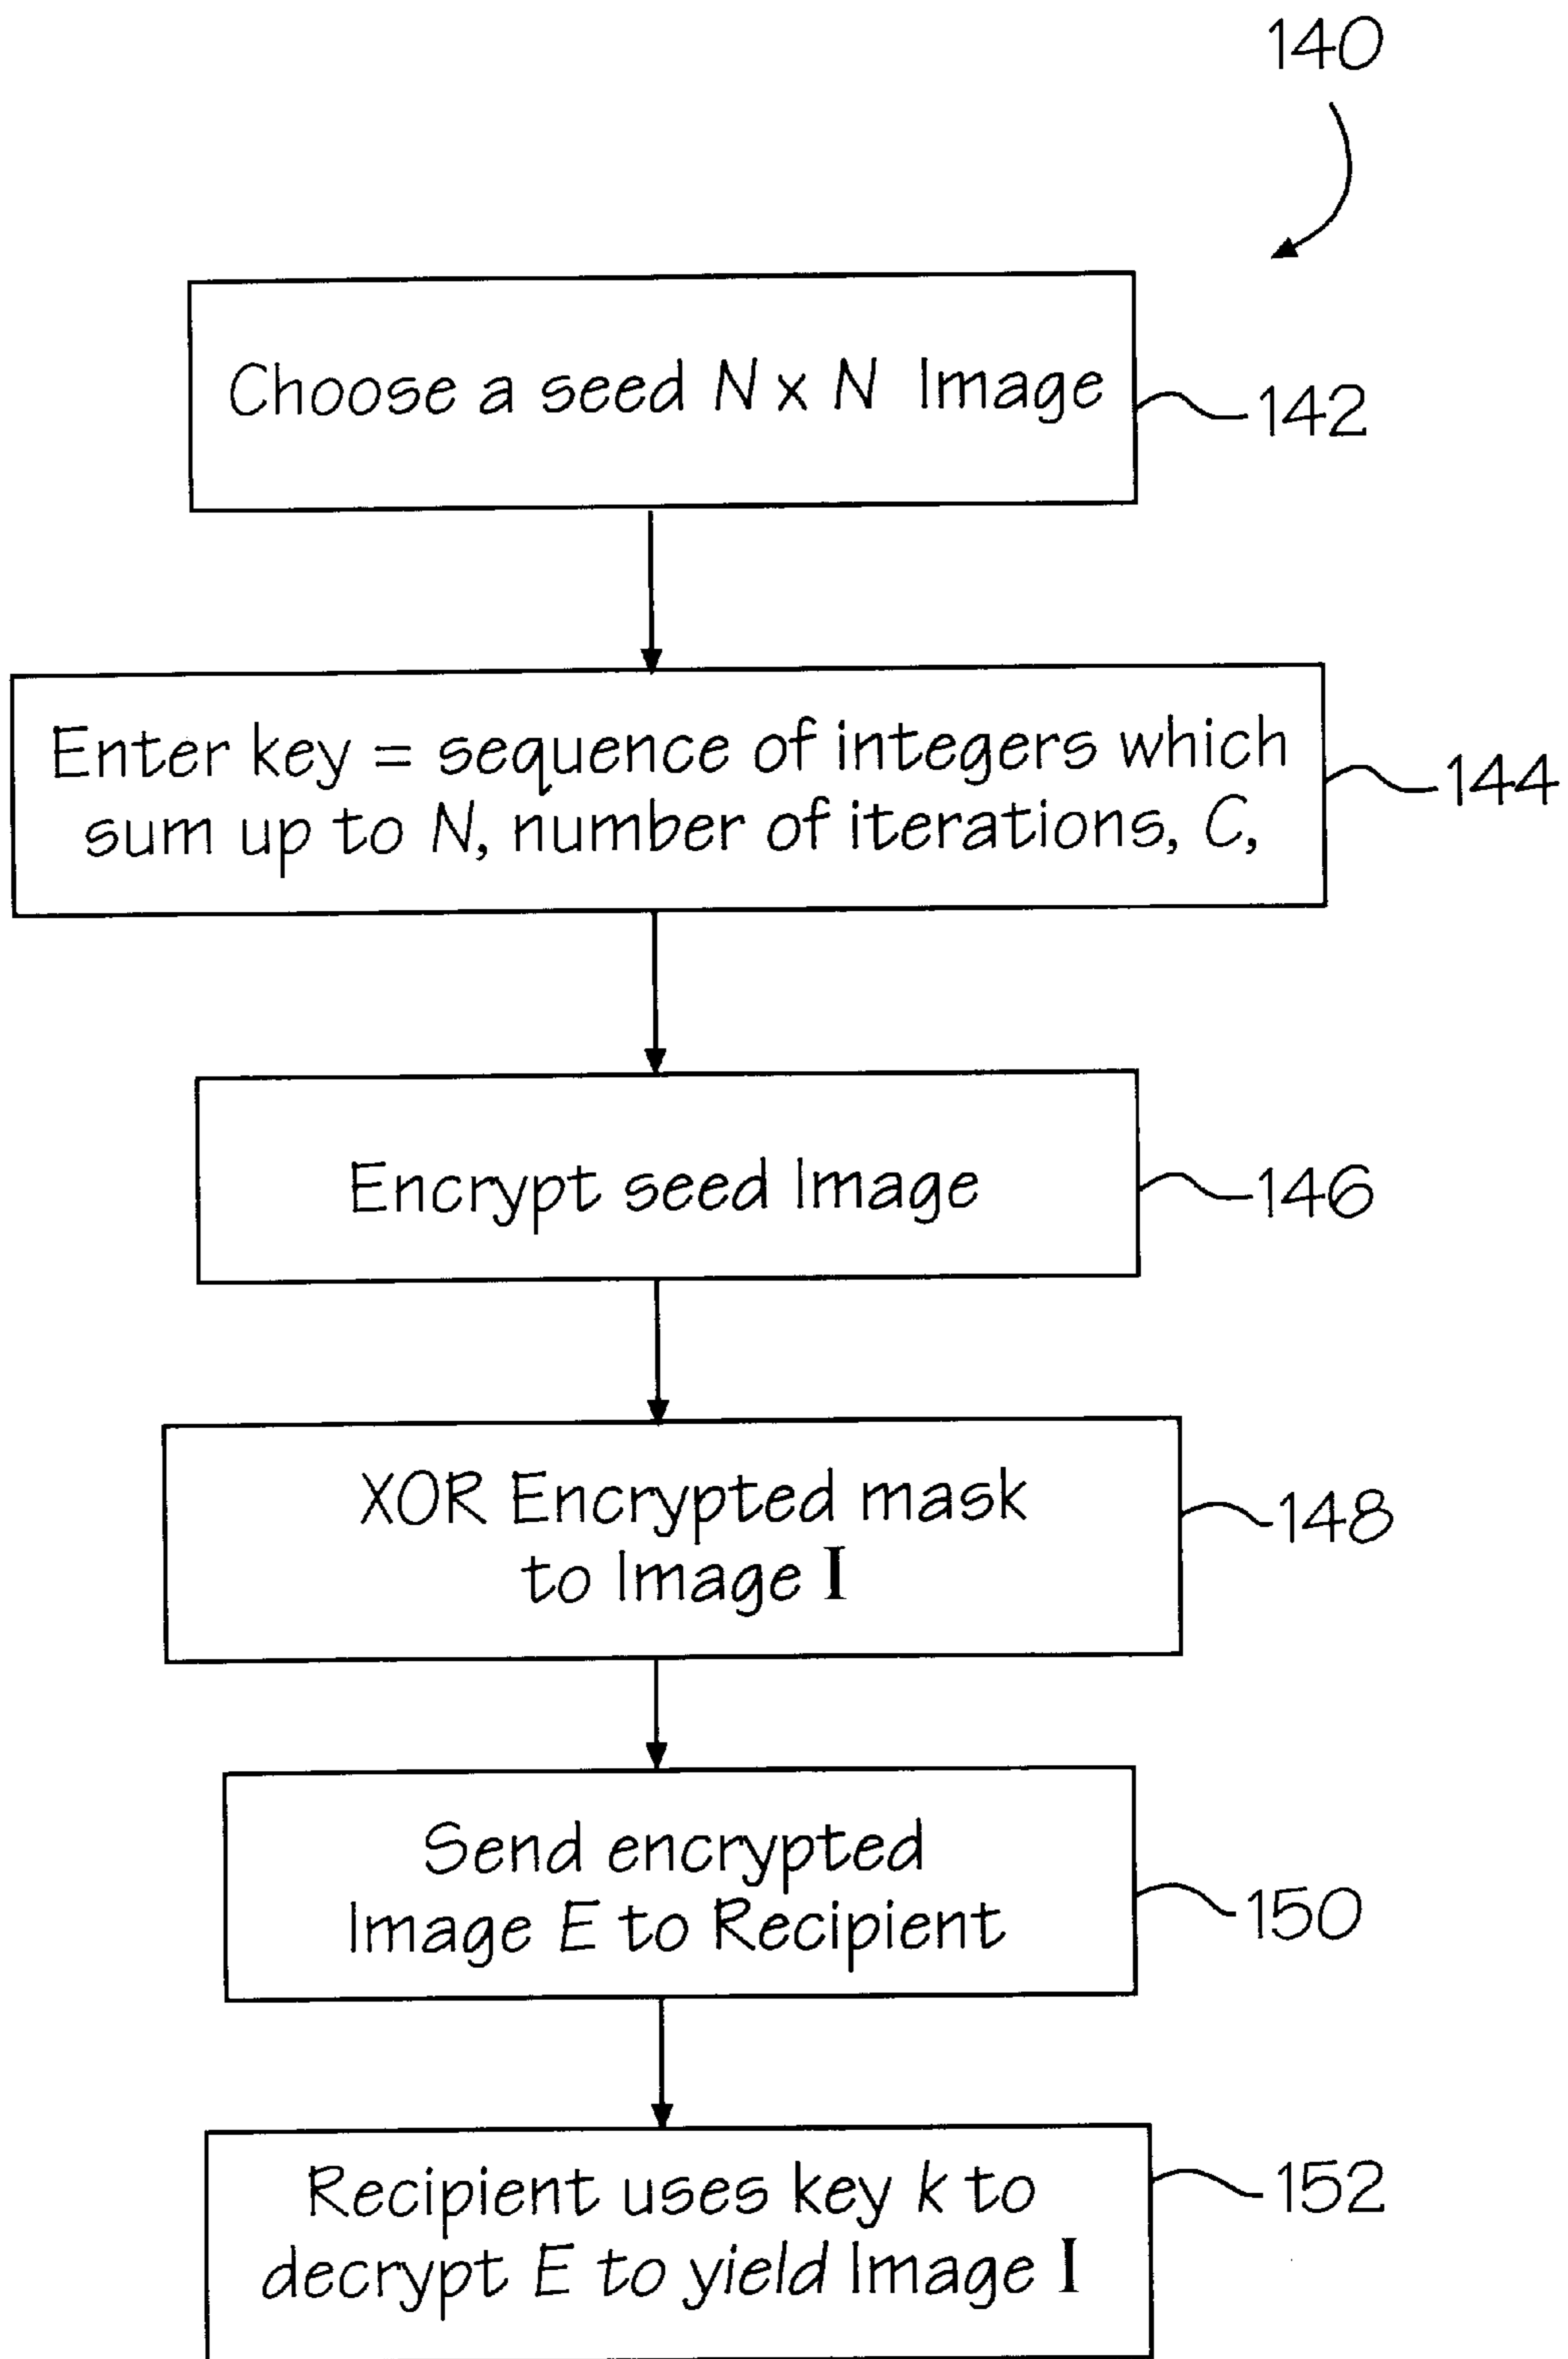 140
Choose a seed N x N Image
142
Enter key = sequence of integers which
sum up to N, number of iterations, C,
144
Encrypt seed Image
146
XOR Encrypted mask
to Image I
148
Send encrypted
Image E to Recipient
150
Recipient uses key k to
decrypt E to yield Image I
152